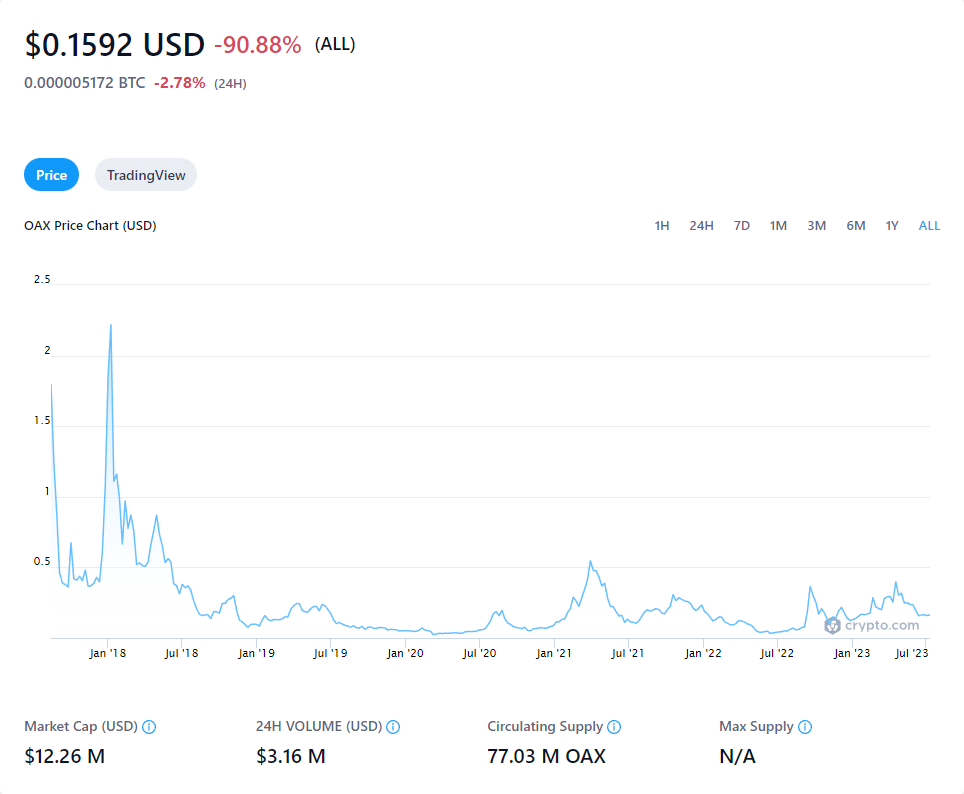 $0.1592 USD -90.88% (ALL)
0.000005172 BTC -2.78% (24H)
Price TradingView
OAX Price Chart (USD) 1H 24H 7D 1M 3M 6M 1Y ALL
2.5
2
1.5
1
0.5
crypto.com
Jan '18 Jul '18 Jan '19 Jul '19 Jan '20 Jul '20 Jan '21 Jul '21 Jan '22 Jul '22 Jan '23 Jul '23
Market Cap (USD) 24H VOLUME (USD) Circulating Supply Max Supply
$12.26 M $3.16 M 77.03 M OAX N/A